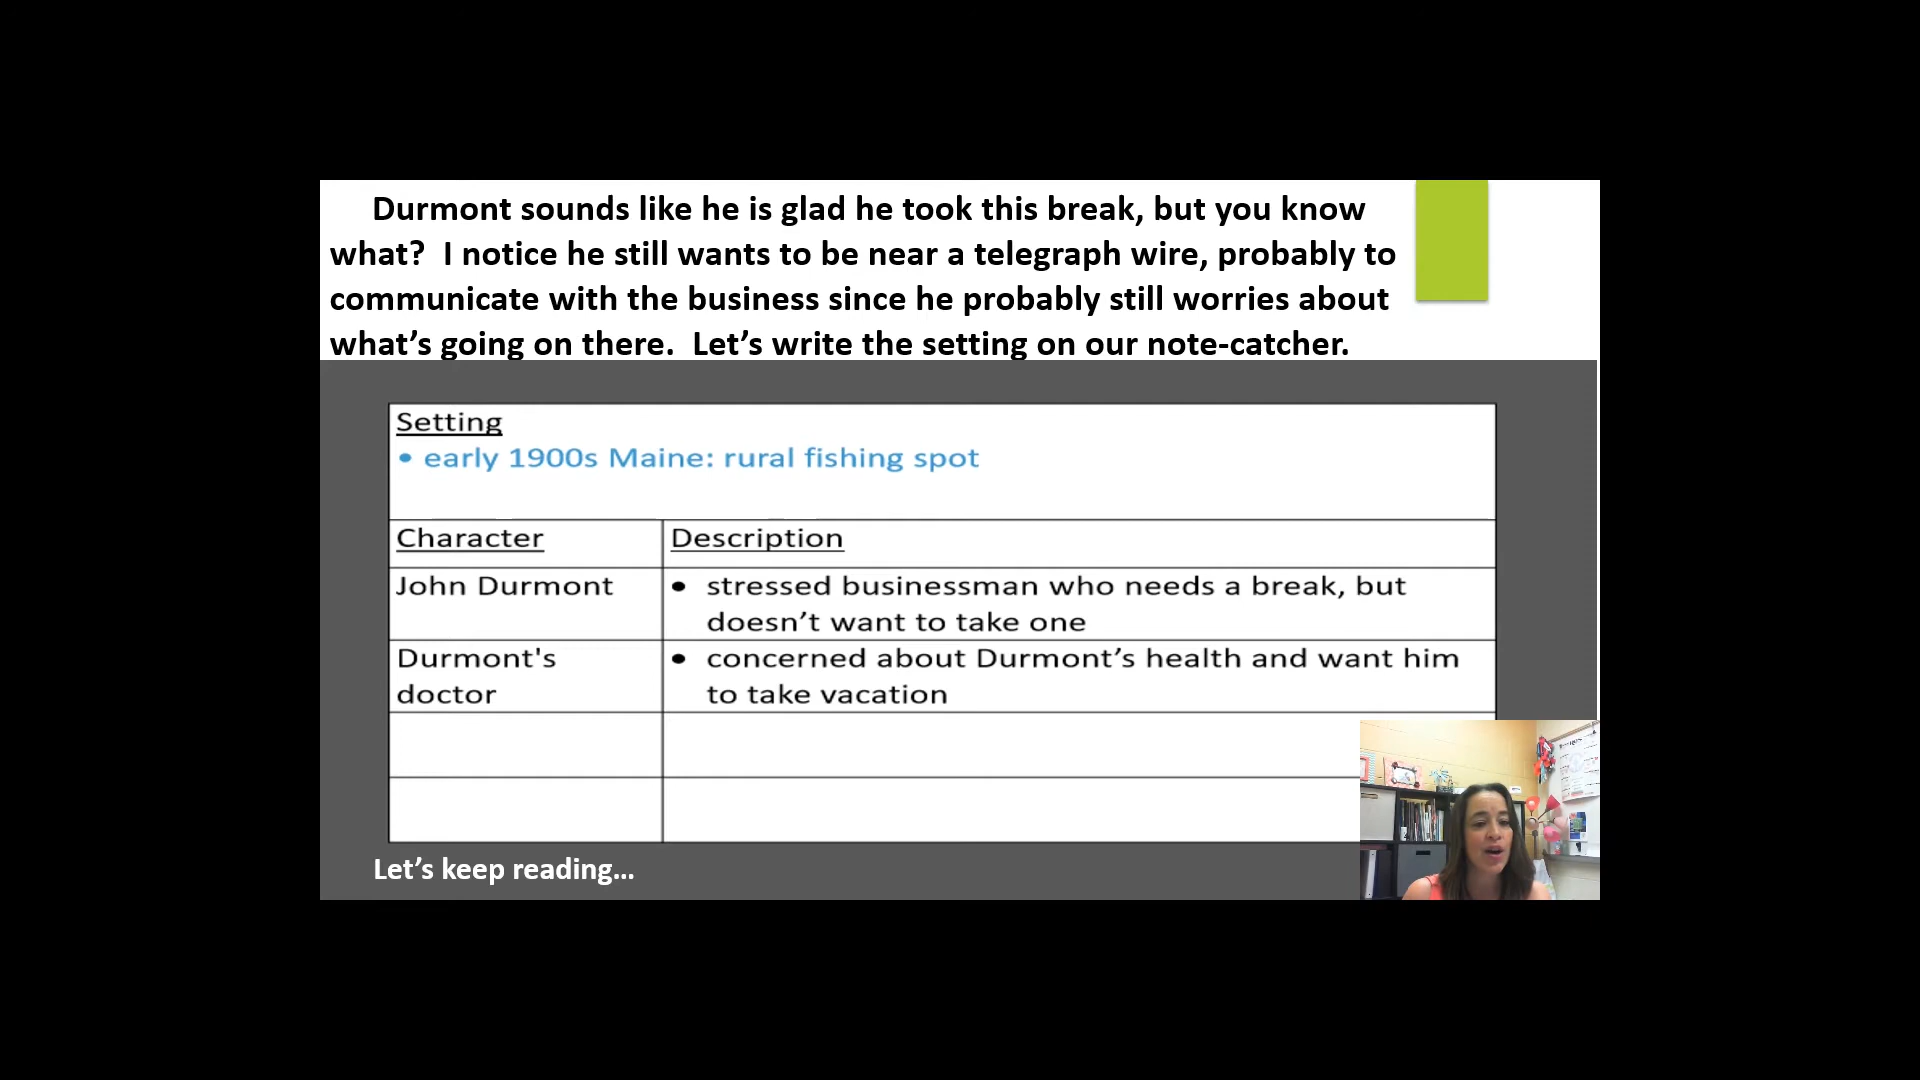 Durmont sounds like he is glad he took this break, but you know
what?  I notice he still wants to be near a telegraph wire, probably to
communicate with the business since he probably still worries about
what’s going on there.  Let’s write the setting on our note-catcher.
Setting
• early 1900s Maine: rural fishing spot
Character
Description
John Durmont
• stressed businessman who needs a break, but
doesn’t want to take one
Durmont's
doctor
• concerned about Durmont’s health and want him
to take vacation
Let’s keep reading...